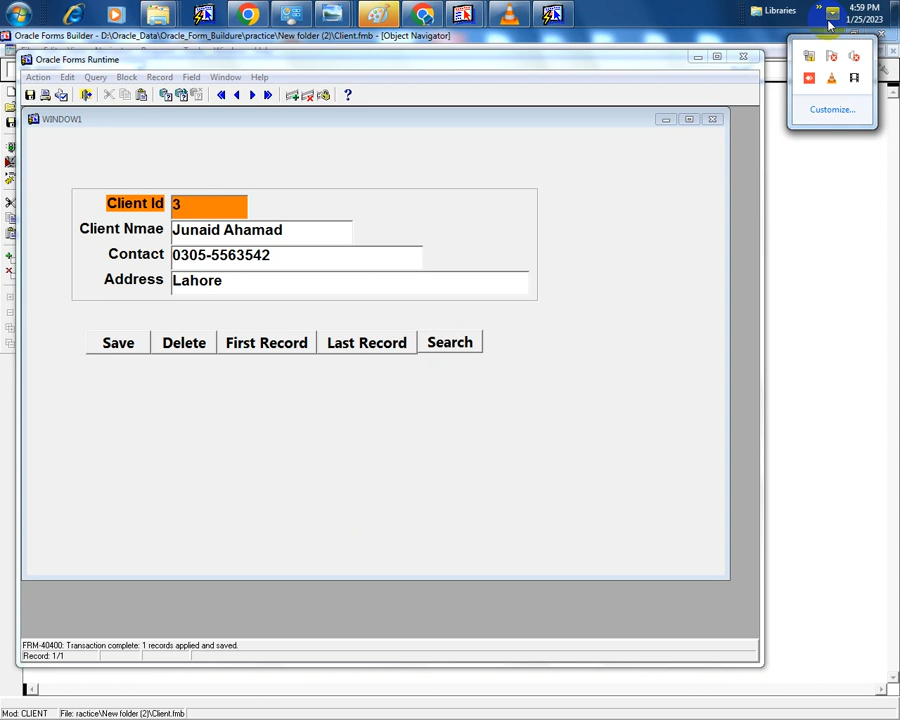 Libraries
»
4:59 PM
1/25/2023
Oracle Forms Builder - D:\Oracle_Data\Oracle_Form_Buildure\practice\New folder (2)\Client.fmb - [Object Navigator]
Oracle Forms Runtime
Action Edit Query Block Record Field Window Help
Customize...
WINDOW1
Client Id 3
Client Nmae Junaid Ahamad
Contact 0305-5563542
Address Lahore
Save Delete First Record Last Record Search
FRM-40400: Transaction complete: 1 records applied and saved.
Record: 1/1
Mod: CLIENT File: ractice\New folder (2)\Client.fmb